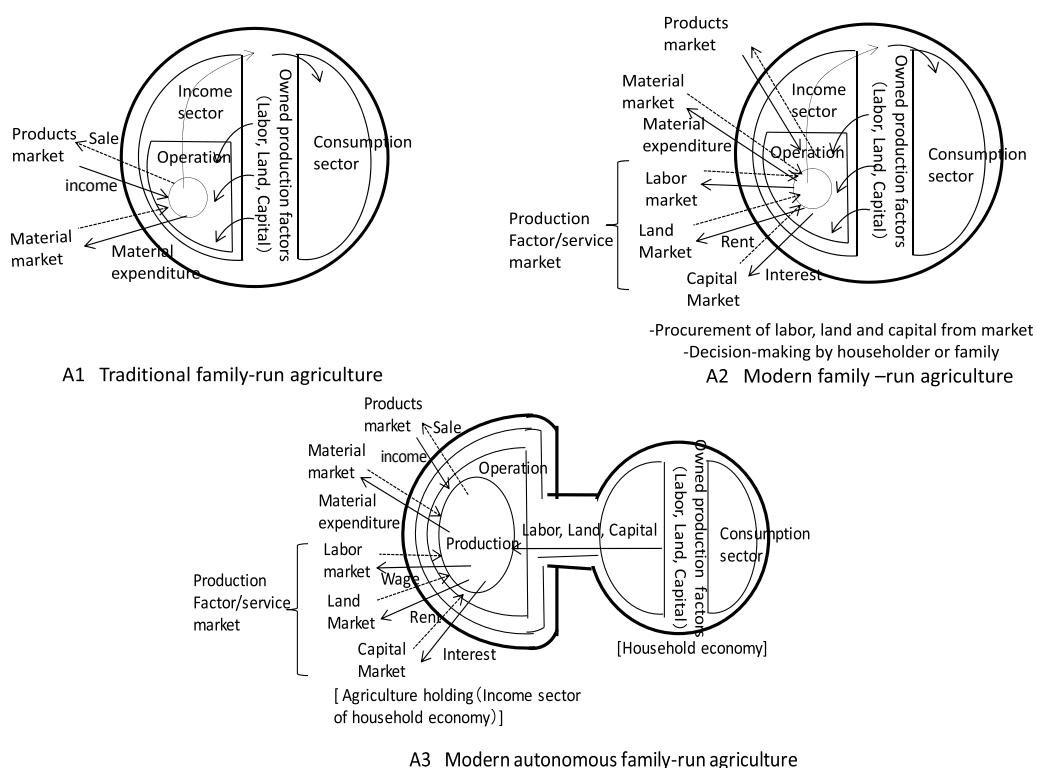 Products
market
Sale
income
Material
market
Material
expenditure
Income
sector
Operation
Owned production factors
(Labor, Land, Capital)
Consumption
sector
A1 Traditional family-run agriculture
Products
market
Material
market
Material
expenditure
Labor
market
Land
Market
Rent
Capital
Market
Interest
Production
Factor/service
market
Income
sector
Operation
Owned production factors
(Labor, Land, Capital)
Consumption
sector
-Procurement of labor, land and capital from market
-Decision-making by householder or family
A2 Modern family –run agriculture
Products
market
Sale
income
Material
market
Material
expenditure
Labor
market
Wage
Land
Market
Rent
Capital
Market
Interest
Production
Factor/service
market
Operation
Production
Labor, Land, Capital
Owned production factors
(Labor, Land, Capital)
Consumption
sector
[Household economy]
[ Agriculture holding(Income sector
of household economy)]
A3 Modern autonomous family-run agriculture